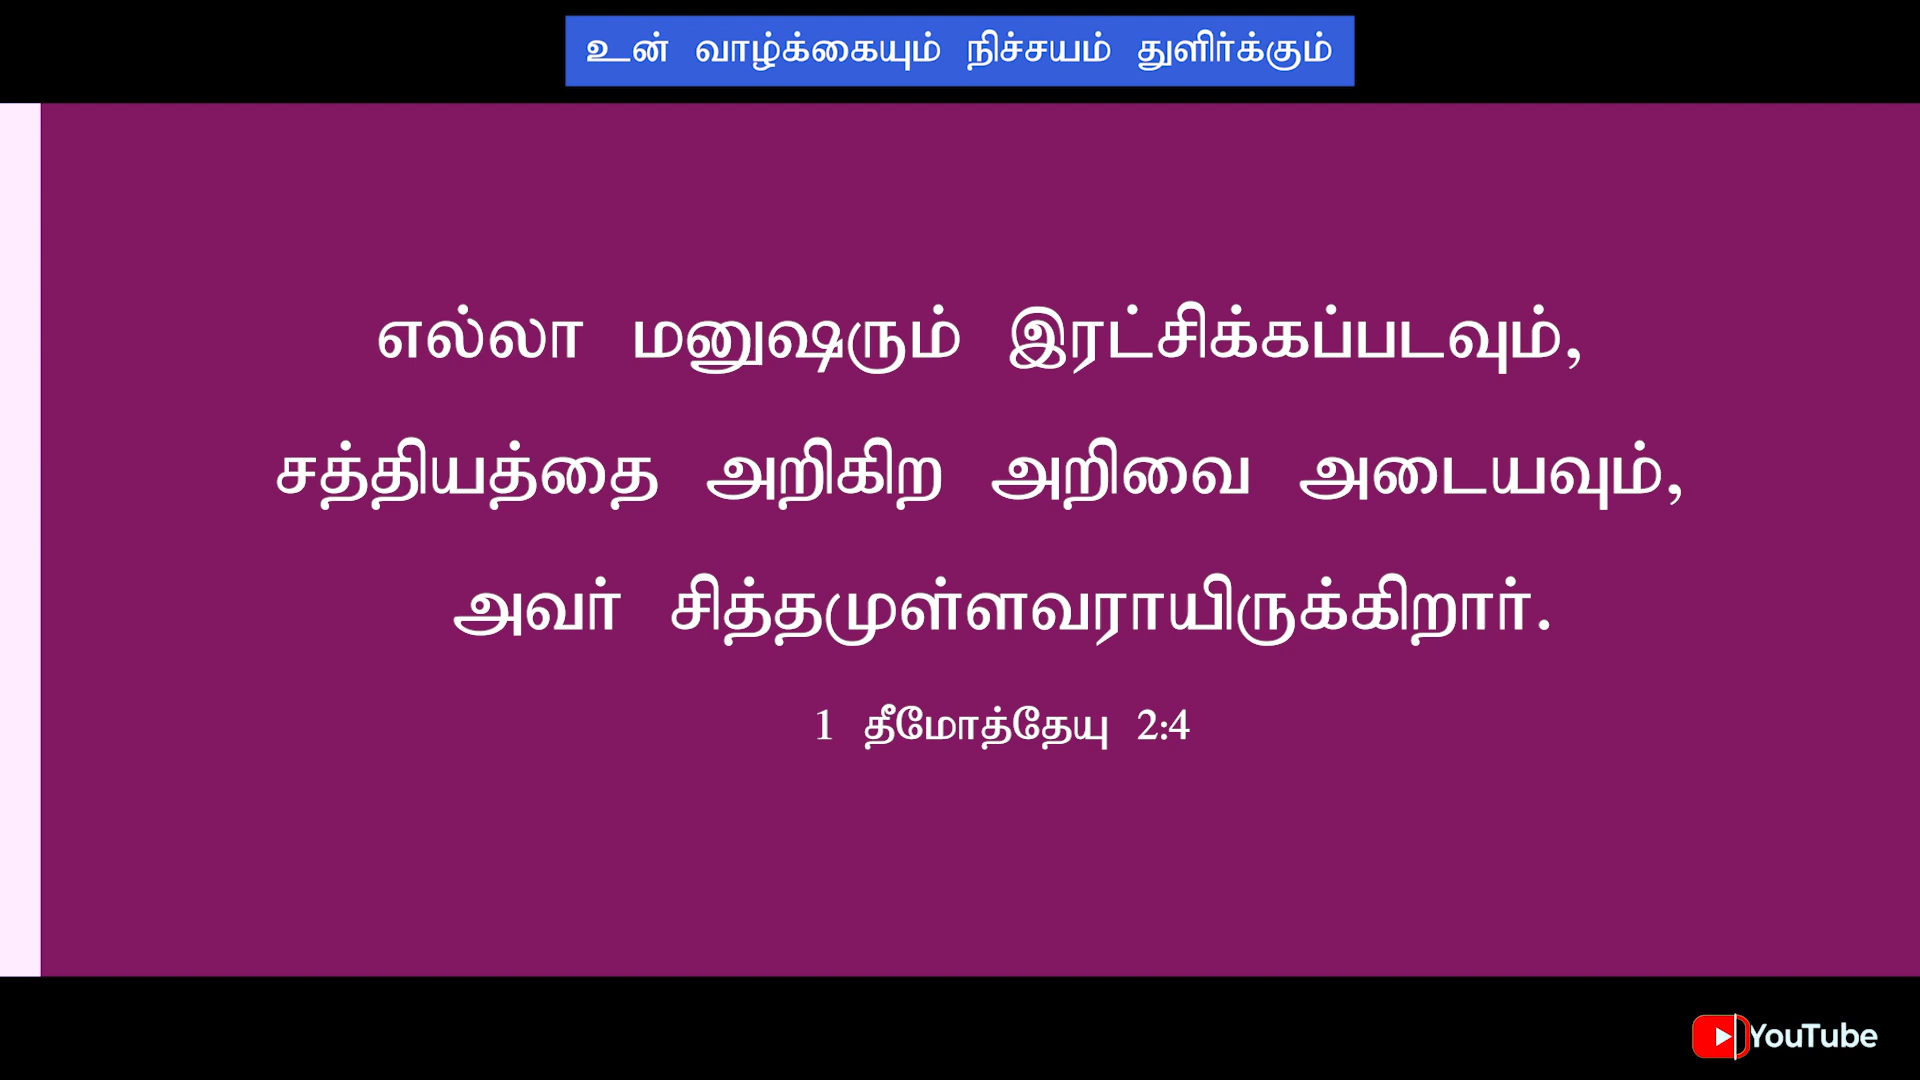 உன் வாழ்க்கையும் நிச்சயம் துளிர்க்கும்
எல்லா மனுஷரும் இரட்சிக்கப்படவும்,
சத்தியத்தை அறிகிற அறிவை அடையவும்,
அவர் சித்தமுள்ளவராயிருக்கிறார்.
1 தீமோத்தேயு 2:4
YouTube